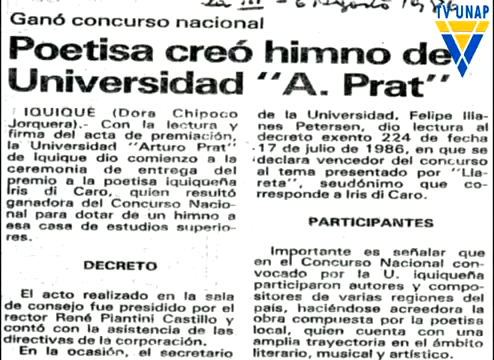 6 Agosto 1986
TV UNAP
Ganó concurso nacional
Poetisa creó himno de
Universidad "A. Prat"
IQUIQUE (Dora Chipoco
Jorquera).- Con la lectura y
firma del acta de premiación,
la Universidad "Arturo Prat"
de Iquique dio comienzo a la
ceremonia de entrega del
premio a la poetisa iquiqueña
Iris di Caro, quien resultó
ganadora del Concurso Nacio-
nal para dotar de un himno a
esa casa de estudios superio-
res.
DECRETO
El acto realizado en la sala
de consejo fue presidido por el
rector René Piantini Castillo y
contó con la asistencia de las
directivas de la corporación.
En la ocasión, el secretario
de la Universidad, Felipe Illa-
nes Petersen, dio lectura al
decreto exento 224 de fecha
17 de julio de 1986, en que se
declara vencedor del concurso
al tema presentado por "Lla-
reta", seudónimo que co-
rresponde a Iris di Caro.
PARTICIPANTES
Importante es señalar que
en el Concurso Nacional con-
vocado por la U. iquiqueña
participaron autores y compo-
sitores de varias regiones del
país, haciéndose acreedora la
obra compuesta por la poetisa
local, quien cuenta con una
amplia trayectoria en el ámbito
literario, musical y artístico.